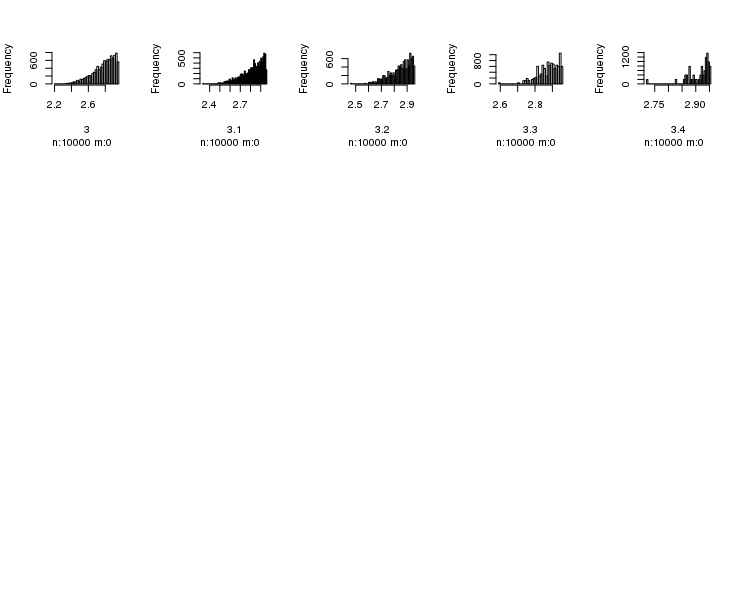 Frequency
0 600
2.2 2.6
3
n:10000 m:0
Frequency
0 500
2.4 2.7
3.1
n:10000 m:0
Frequency
0 600
2.5 2.7 2.9
3.2
n:10000 m:0
Frequency
0 800
2.6 2.8
3.3
n:10000 m:0
Frequency
0 1200
2.75 2.90
3.4
n:10000 m:0